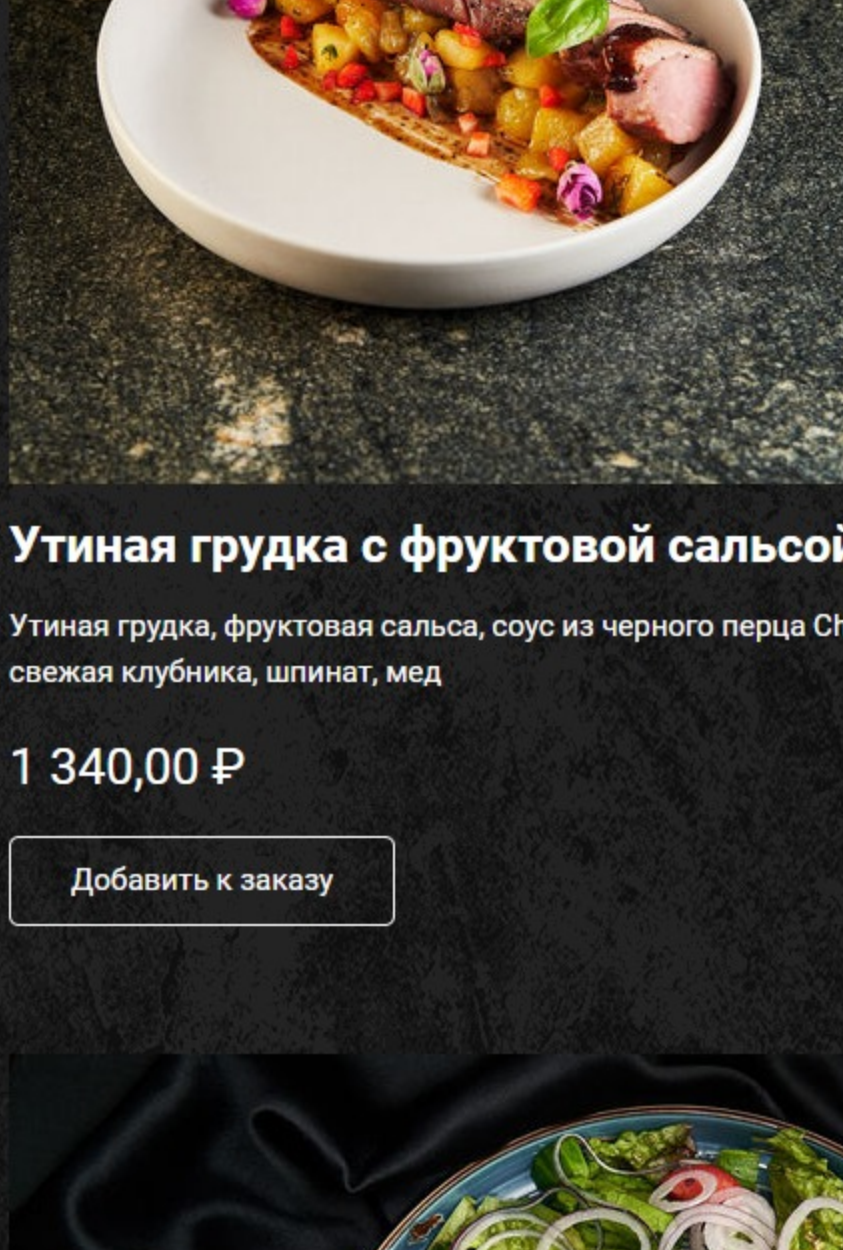 Утиная грудка с фруктовой сальсой
Утиная грудка, фруктовая сальса, соус из черного перца Ch
свежая клубника, шпинат, мед
1 340,00 ₽
Добавить к заказу